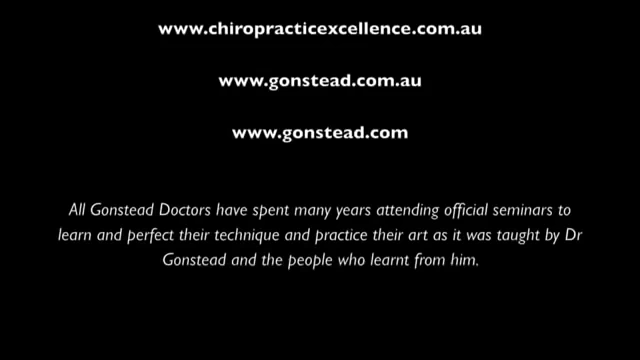 www.chiropracticexcellence.com.au
www.gonstead.com.au
www.gonstead.com
All Gonstead Doctors have spent many years attending official seminars to
learn and perfect their technique and practice their art as it was taught by Dr
Gonstead and the people who learnt from him.